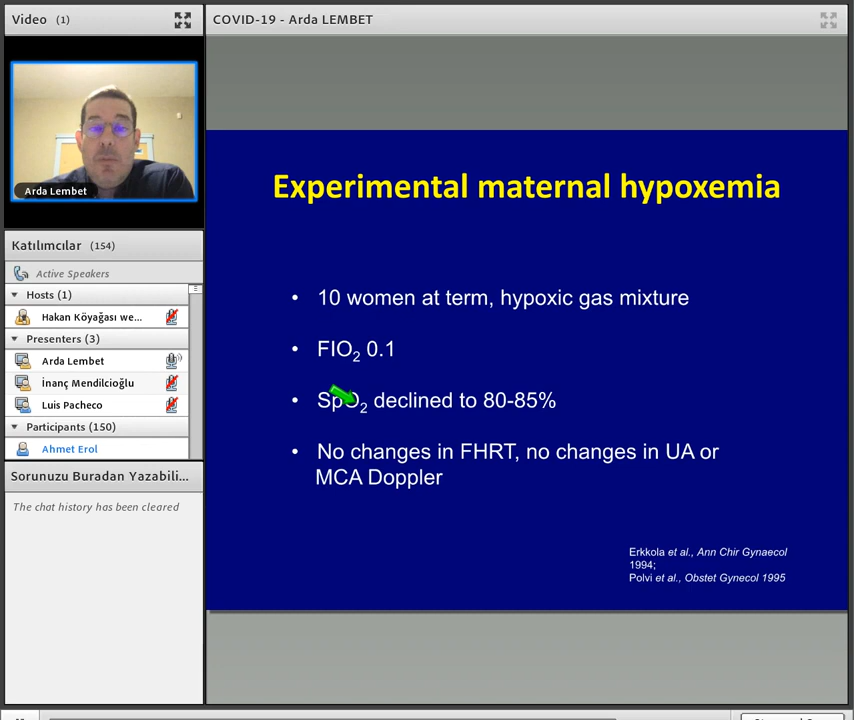 Video (1)
Arda Lembet
Katılımcılar (154)
Active Speakers
Hosts (1)
Hakan Köyağası we...
Presenters (3)
Arda Lembet
İnanç Mendilcioğlu
Luis Pacheco
Participants (150)
Ahmet Erol
Sorunuzu Buradan Yazabili...
The chat history has been cleared
COVID-19 - Arda LEMBET
Experimental maternal hypoxemia
• 10 women at term, hypoxic gas mixture
• FIO₂ 0.1
• SpO₂ declined to 80-85%
• No changes in FHRT, no changes in UA or
MCA Doppler
Erkkola et al., Ann Chir Gynaecol
1994;
Polvi et al., Obstet Gynecol 1995